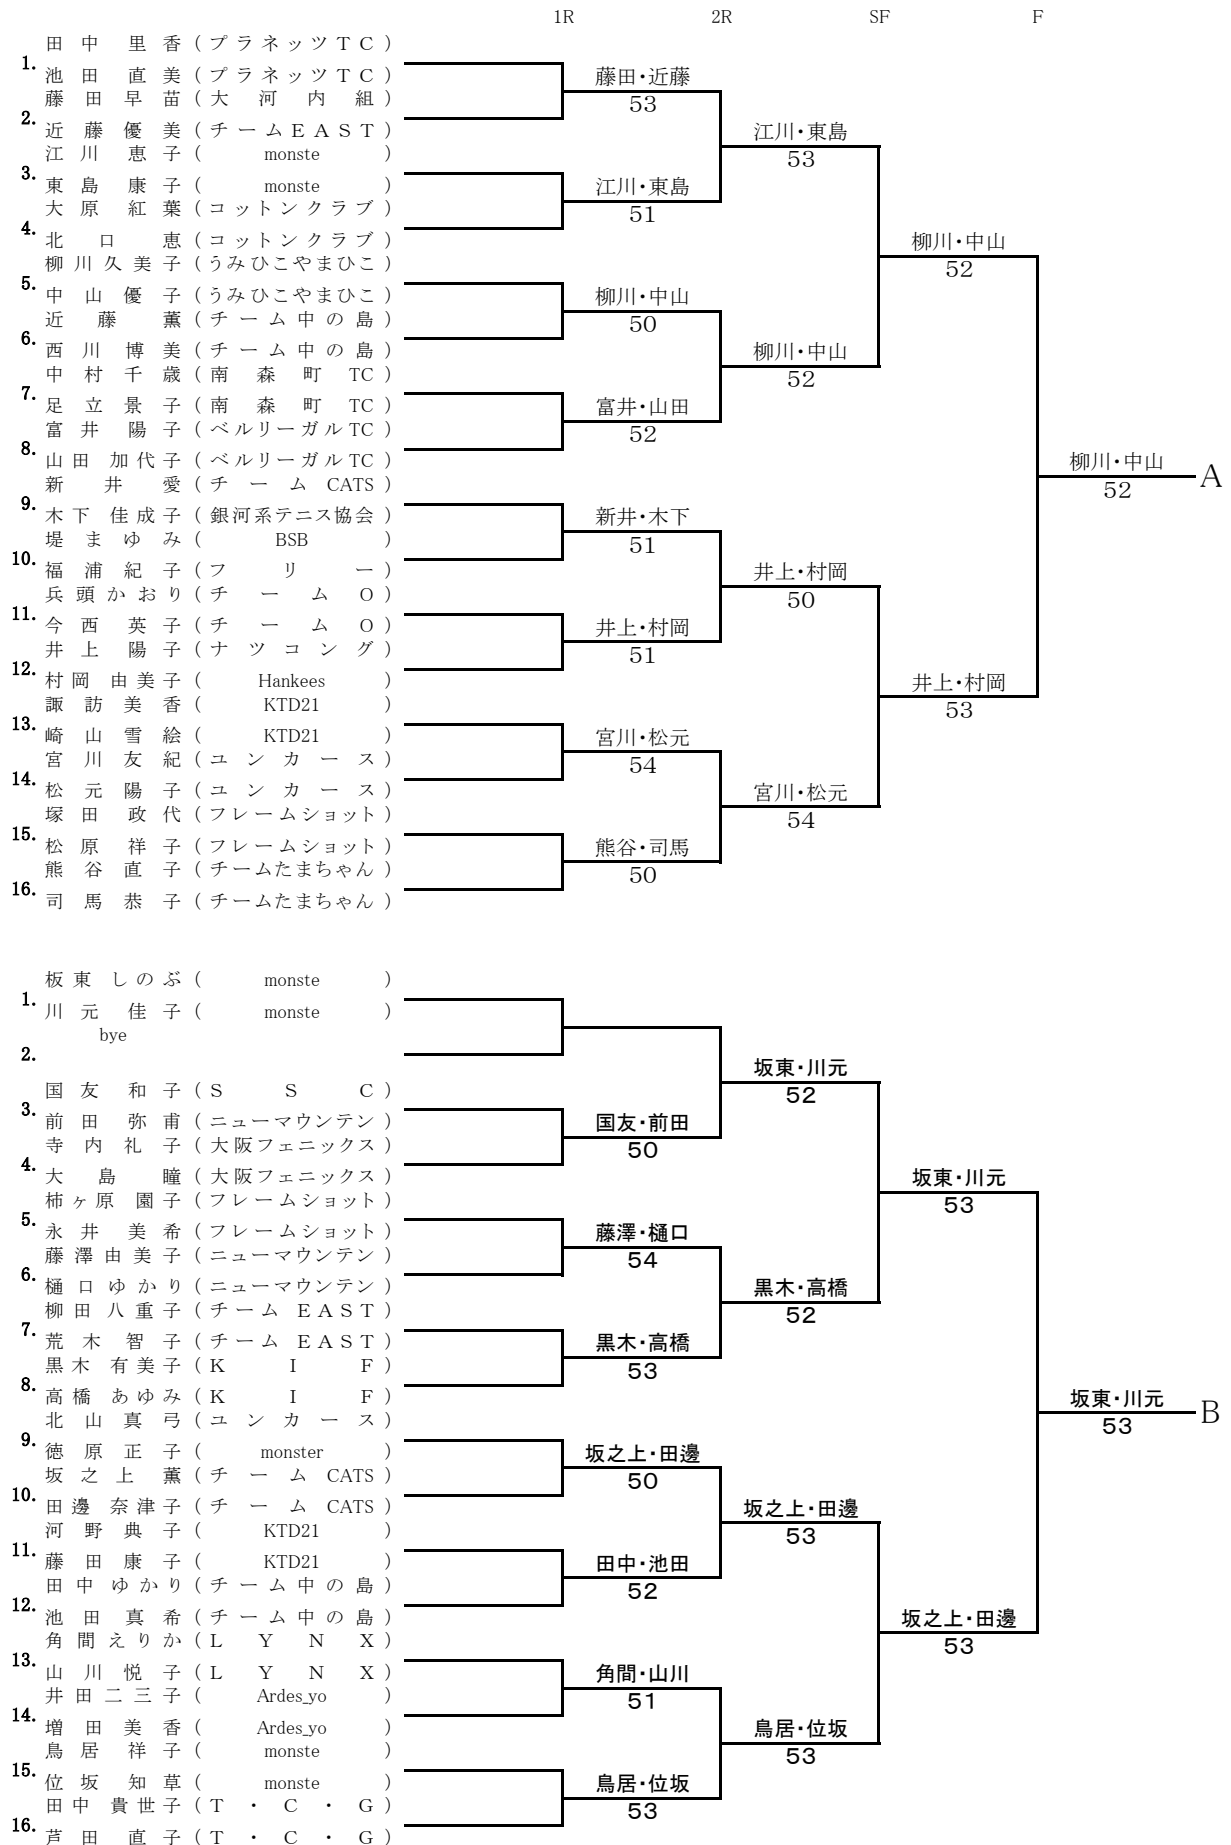 1R 2R SF F
田中 里香（プラネッツTC）
1.
池田 直美（プラネッツTC）
藤田・近藤
藤田早苗（大河内組）
53
2.
近藤優美（チームEAST）
江川・東島
江川恵子（monste）
53
3.
東島康子（monste）
江川・東島
大原紅葉（コットンクラブ）
51
4.
北口恵（コットンクラブ）
柳川・中山
柳川久美子（うみひこやまひこ）
52
5.
中山優子（うみひこやまひこ）
柳川・中山
近藤薫（チーム中の島）
50
6.
西川博美（チーム中の島）
柳川・中山
中村千歳（南森町TC）
52
7.
足立景子（南森町TC）
富井・山田
富井陽子（ベルリーガルTC）
52
8.
山田 加代子（ベルリーガルTC）
柳川・中山
新井愛（チームCATS）
52
A
9.
木下 佳成子（銀河系テニス協会）
新井・木下
堤まゆみ（BSB）
51
10.
福浦紀子（フリー）
井上・村岡
兵頭かおり（チームO）
50
11.
今西英子（チームO）
井上・村岡
井上陽子（ナツコング）
51
12.
村岡 由美子（Hankees）
井上・村岡
諏訪美香（KTD21）
53
13.
崎山雪絵（KTD21）
宮川・松元
宮川友紀（ユンカース）
54
14.
松元陽子（ユンカース）
宮川・松元
塚田政代（フレームショット）
54
15.
松原祥子（フレームショット）
熊谷・司馬
熊谷直子（チームたまちゃん）
50
16.
司馬恭子（チームたまちゃん）
板東 しのぶ（monste）
1.
川元佳子（monste）
bye
2.
坂東・川元
国友和子（SSC）
52
3.
前田弥甫（ニューマウンテン）
国友・前田
寺内礼子（大阪フェニックス）
50
4.
大島瞳（大阪フェニックス）
坂東・川元
柿ヶ原 園子（フレームショット）
53
5.
永井美希（フレームショット）
藤澤・樋口
藤澤由美子（ニューマウンテン）
54
6.
樋口ゆかり（ニューマウンテン）
黒木・高橋
柳田八重子（チーム EAST）
52
7.
荒木智子（チーム EAST）
黒木・高橋
黒木 有美子（KIF）
53
8.
高橋 あゆみ（KIF）
坂東・川元
北山真弓（ユンカース）
53
B
9.
徳原正子（monster）
坂之上・田邊
坂之上 薫（チームCATS）
50
10.
田邊 奈津子（チームCATS）
坂之上・田邊
河野典子（KTD21）
53
11.
藤田康子（KTD21）
田中・池田
田中ゆかり（チーム中の島）
52
12.
池田真希（チーム中の島）
坂之上・田邊
角間えりか（LYNX）
53
13.
山川悦子（LYNX）
角間・山川
井田二三子（Ardes_yo）
51
14.
増田美香（Ardes_yo）
鳥居・位坂
鳥居祥子（monste）
53
15.
位坂知草（monste）
鳥居・位坂
田中 貴世子（T・C・G）
53
16.
芦田直子（T・C・G）